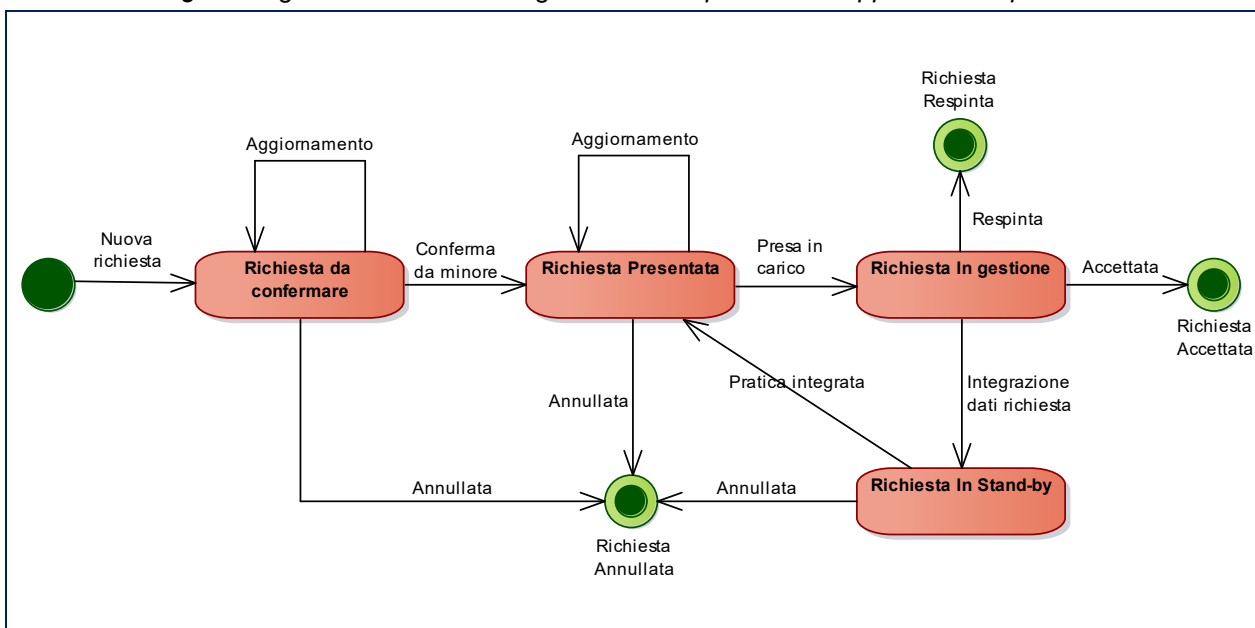 Richiesta
Respinta
Aggiornamento
Aggiornamento
Nuova
richiesta
Richiesta da
confermare
Conferma
da minore
Richiesta Presentata
Presa in
carico
Richiesta In gestione
Respinta
Accettata
Richiesta
Accettata
Pratica integrata
Integrazione
dati richiesta
Annullata
Annullata
Annullata
Richiesta In Stand-by
Richiesta
Annullata